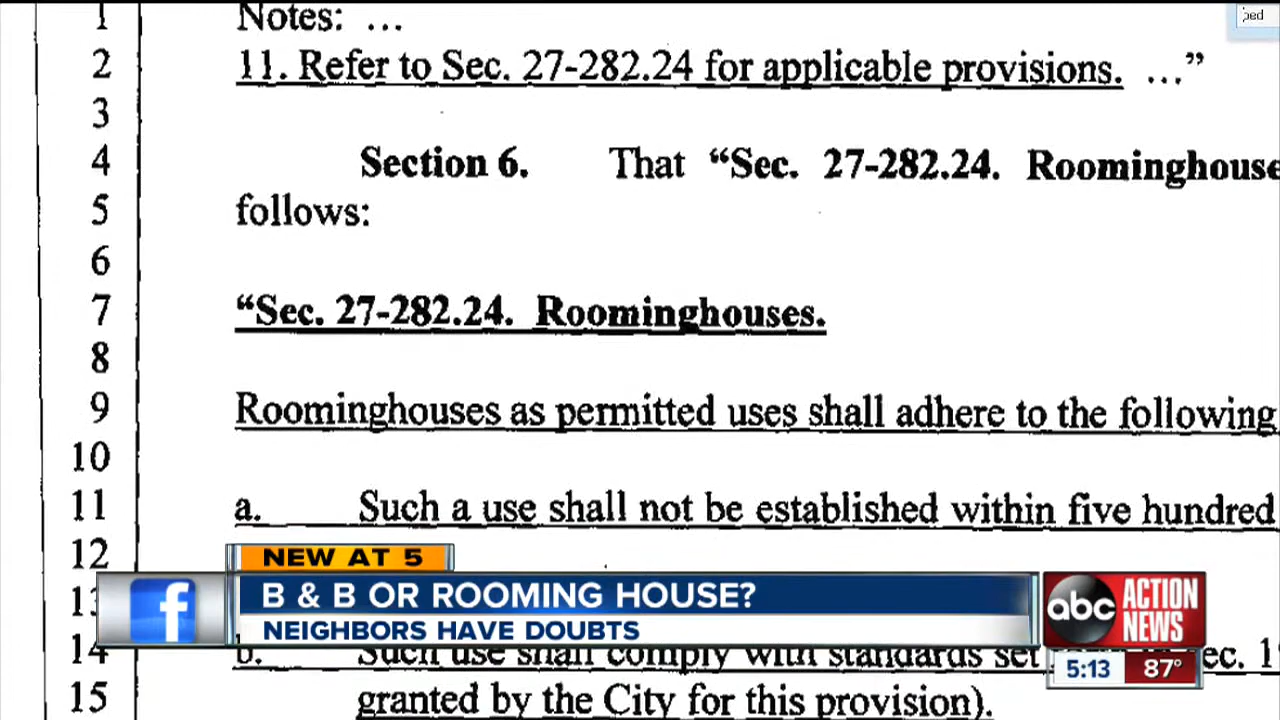 ped
1 Notes: …
2 11. Refer to Sec. 27-282.24 for applicable provisions. …”
3
4 Section 6. That “Sec. 27-282.24. Roominghouse
5 follows:
6
7 “Sec. 27-282.24. Roominghouses.
8
9 Roominghouses as permitted uses shall adhere to the following
10
11 a. Such a use shall not be established within five hundred
12
NEW AT 5
B & B OR ROOMING HOUSE?
NEIGHBORS HAVE DOUBTS
f
abc ACTION NEWS
5:13 87°
14 b. Such use shall comply with standards set ec. 1
15 granted by the City for this provision).